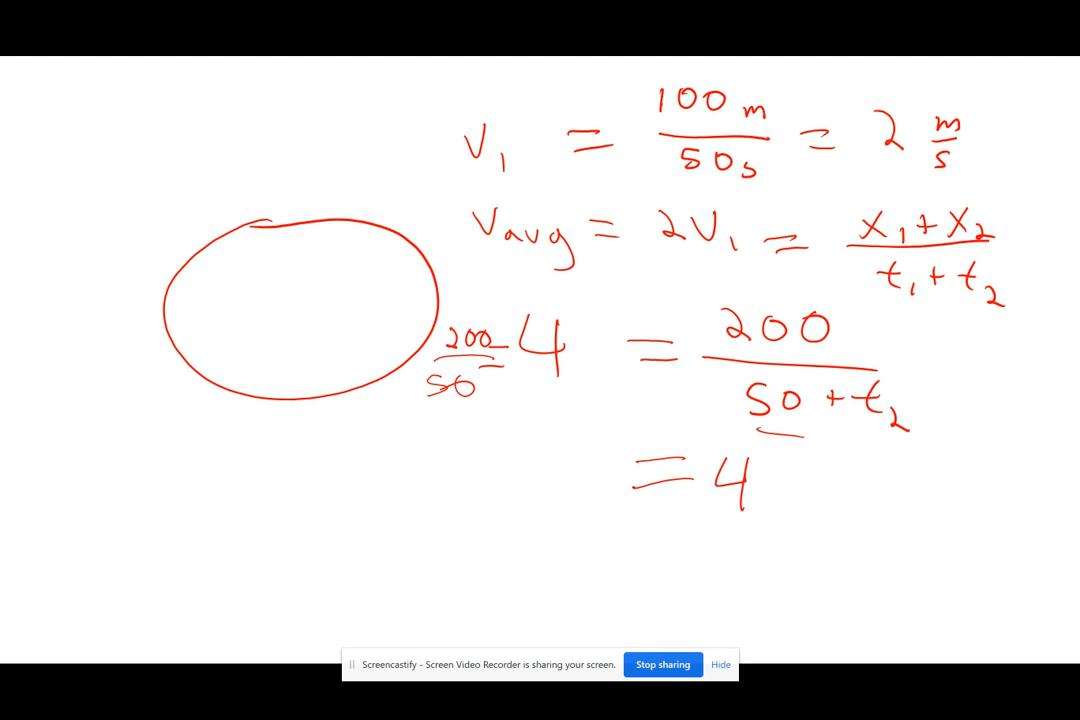 v₁ = 100 m / 50 s = 2 m/s
Vavg = 2V₁ = x₁ + x₂ / t₁ + t₂
200 / 50 = 4 = 200 / 50 + t₂
= 4
Screencastify - Screen Video Recorder is sharing your screen. Stop sharing Hide